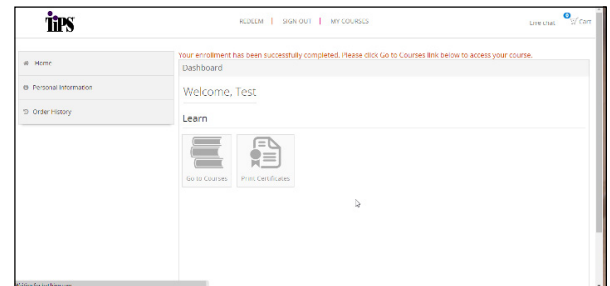 TiPS
REDEEM | SIGN OUT | MY COURSES
Live chat
0
Cart
Your enrollment has been successfully completed. Please click Go to Courses link below to access your course.
Home
Dashboard
Personal Information
Welcome, Test
Order History
Learn
Go to Courses
Print Certificates